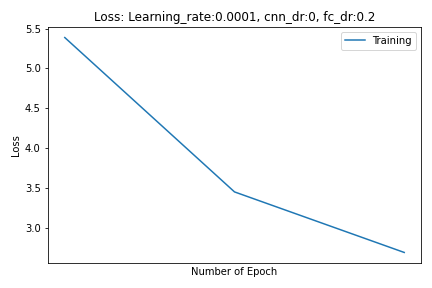 Loss: Learning_rate:0.0001, cnn_dr:0, fc_dr:0.2
Training
5.5
5.0
4.5
4.0
3.5
3.0
Loss
Number of Epoch